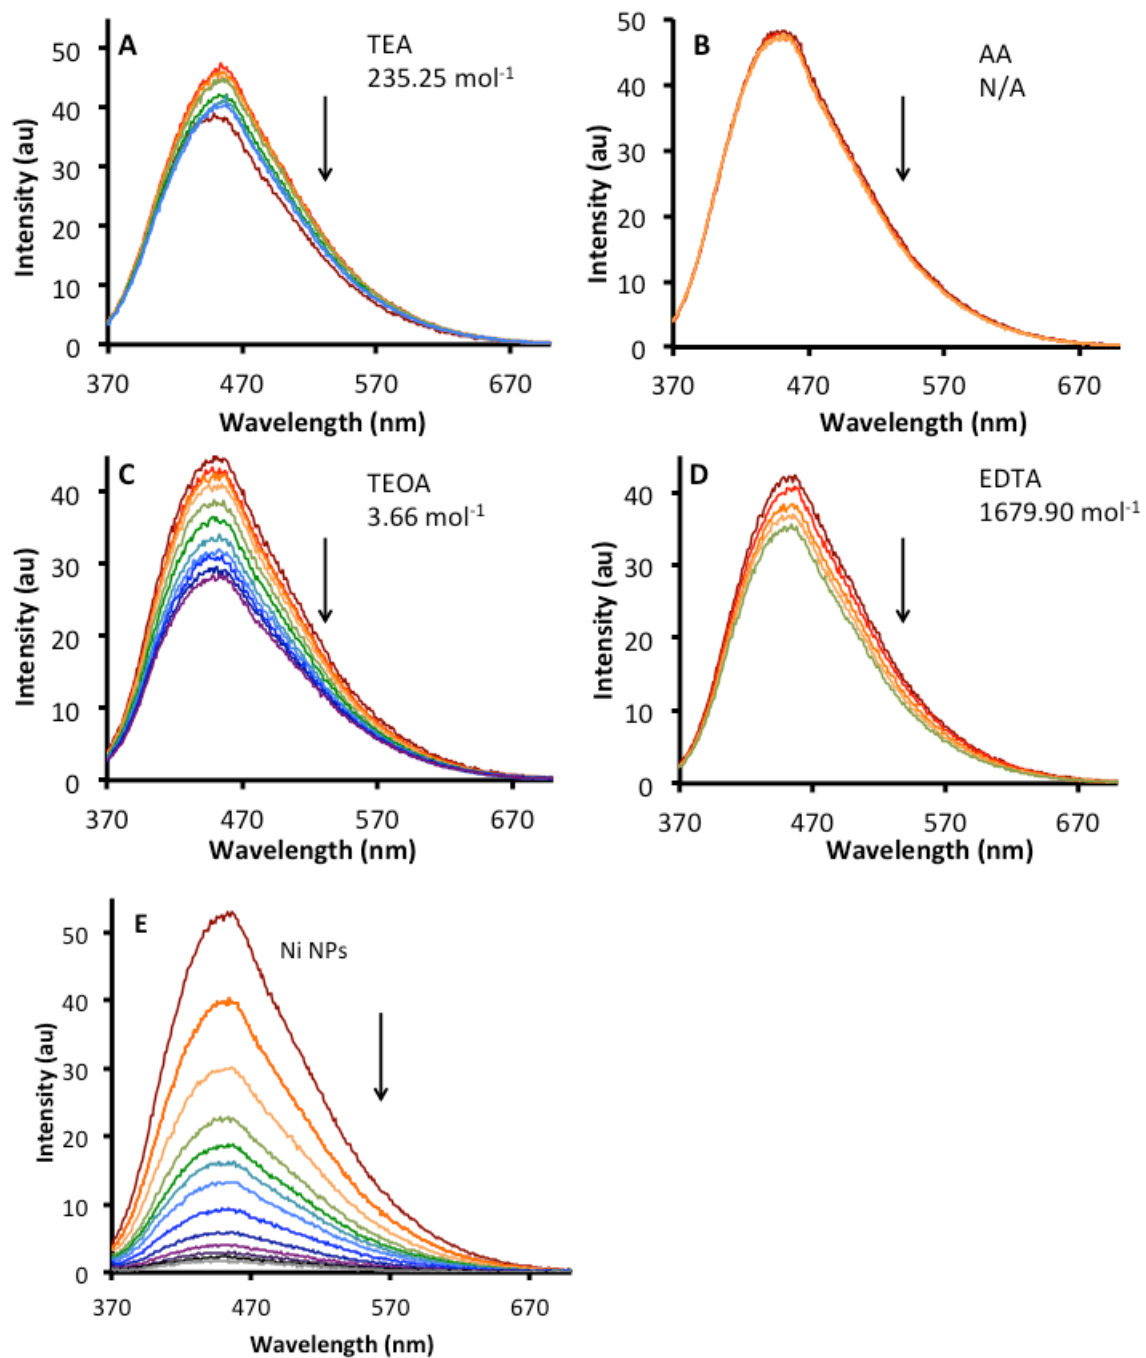 A
TEA
235.25 mol⁻¹
50
40
30
20
10
0
Intensity (au)
370 470 570 670
Wavelength (nm)
B
AA
N/A
50
40
30
20
10
0
Intensity (au)
370 470 570 670
Wavelength (nm)
C
TEOA
3.66 mol⁻¹
40
30
20
10
0
Intensity (au)
370 470 570 670
Wavelength (nm)
D
EDTA
1679.90 mol⁻¹
40
30
20
10
0
Intensity (au)
370 470 570 670
Wavelength (nm)
E
Ni NPs
50
40
30
20
10
0
Intensity (au)
370 470 570 670
Wavelength (nm)